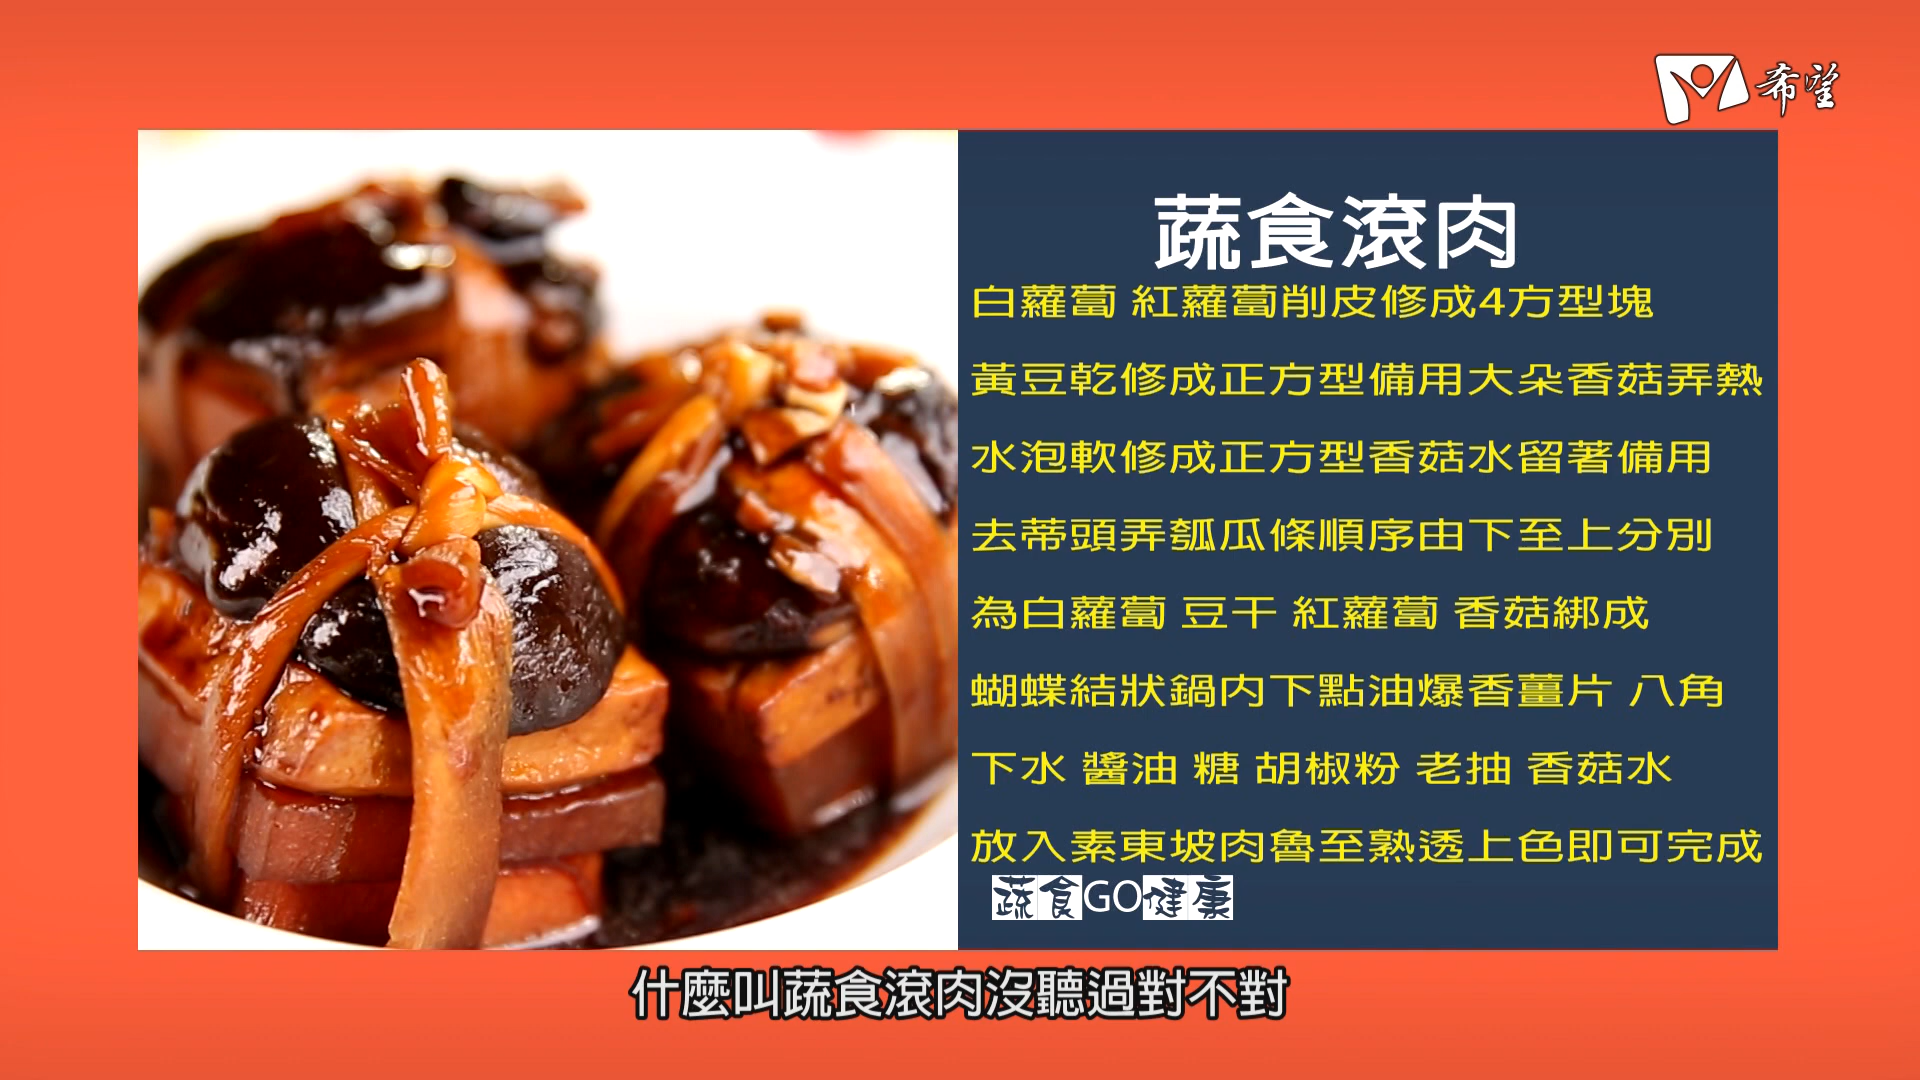 希望
蔬食滾肉
白蘿蔔 紅蘿蔔削皮修成4方型塊
黃豆乾修成正方型備用大朵香菇弄熱
水泡軟修成正方型香菇水留著備用
去蒂頭弄瓠瓜條順序由下至上分別
為白蘿蔔 豆干 紅蘿蔔 香菇綁成
蝴蝶結狀鍋內下點油爆香薑片 八角
下水 醬油 糖 胡椒粉 老抽 香菇水
放入素東坡肉魯至熟透上色即可完成
蔬食GO健康
什麼叫蔬食滾肉沒聽過對不對